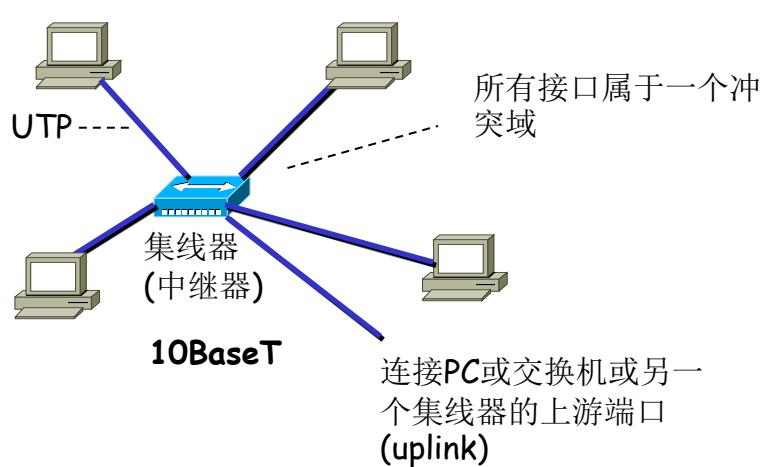 所有接口属于一个冲
突域
UTP
集线器
(中继器)
10BaseT
连接PC或交换机或另一
个集线器的上游端口
(uplink)